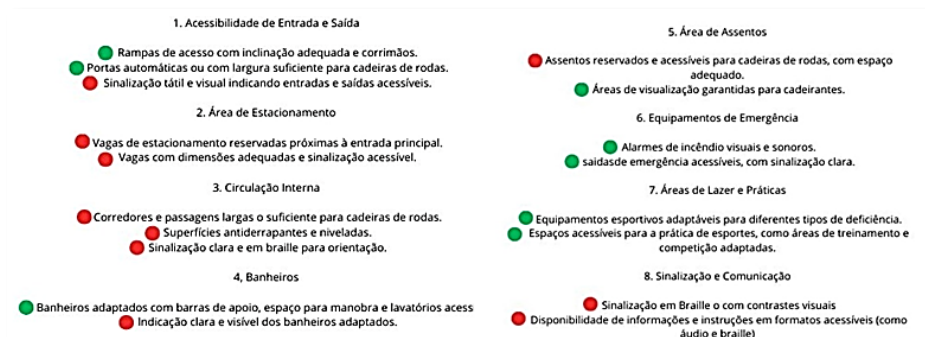 1. Acessibilidade de Entrada e Saída
Rampas de acesso com inclinação adequada e corrimãos.
Portas automáticas ou com largura suficiente para cadeiras de rodas.
Sinalização tátil e visual indicando entradas e saídas acessíveis.
2. Área de Estacionamento
Vagas de estacionamento reservadas próximas à entrada principal.
Vagas com dimensões adequadas e sinalização acessível.
3. Circulação Interna
Corredores e passagens largas o suficiente para cadeiras de rodas.
Superfícies antiderrapantes e niveladas.
Sinalização clara e em braille para orientação.
4, Banheiros
Banheiros adaptados com barras de apoio, espaço para manobra e lavatórios acess
Indicação clara e visível dos banheiros adaptados.
5. Área de Assentos
Assentos reservados e acessíveis para cadeiras de rodas, com espaço
adequado.
Áreas de visualização garantidas para cadeirantes.
6. Equipamentos de Emergência
Alarmes de incêndio visuais e sonoros.
saidasde emergência acessíveis, com sinalização clara.
7. Áreas de Lazer e Práticas
Equipamentos esportivos adaptáveis para diferentes tipos de deficiência.
Espaços acessíveis para a prática de esportes, como áreas de treinamento e
competição adaptadas.
8. Sinalização e Comunicação
Sinalização em Braille o com contrastes visuais
Disponibilidade de informações e instruções em formatos acessíveis (como
áudio e braille)